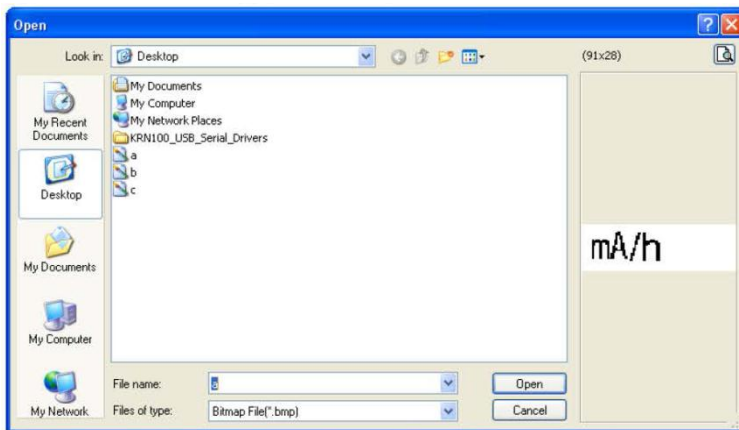 Open
Look in:
Desktop
(91x28)
My Recent
Documents
Desktop
My Documents
My Computer
My Network
My Documents
My Computer
My Network Places
KRN100_USB_Serial_Drivers
a
b
c
mA/h
File name:
a
Open
Files of type:
Bitmap File(*.bmp)
Cancel